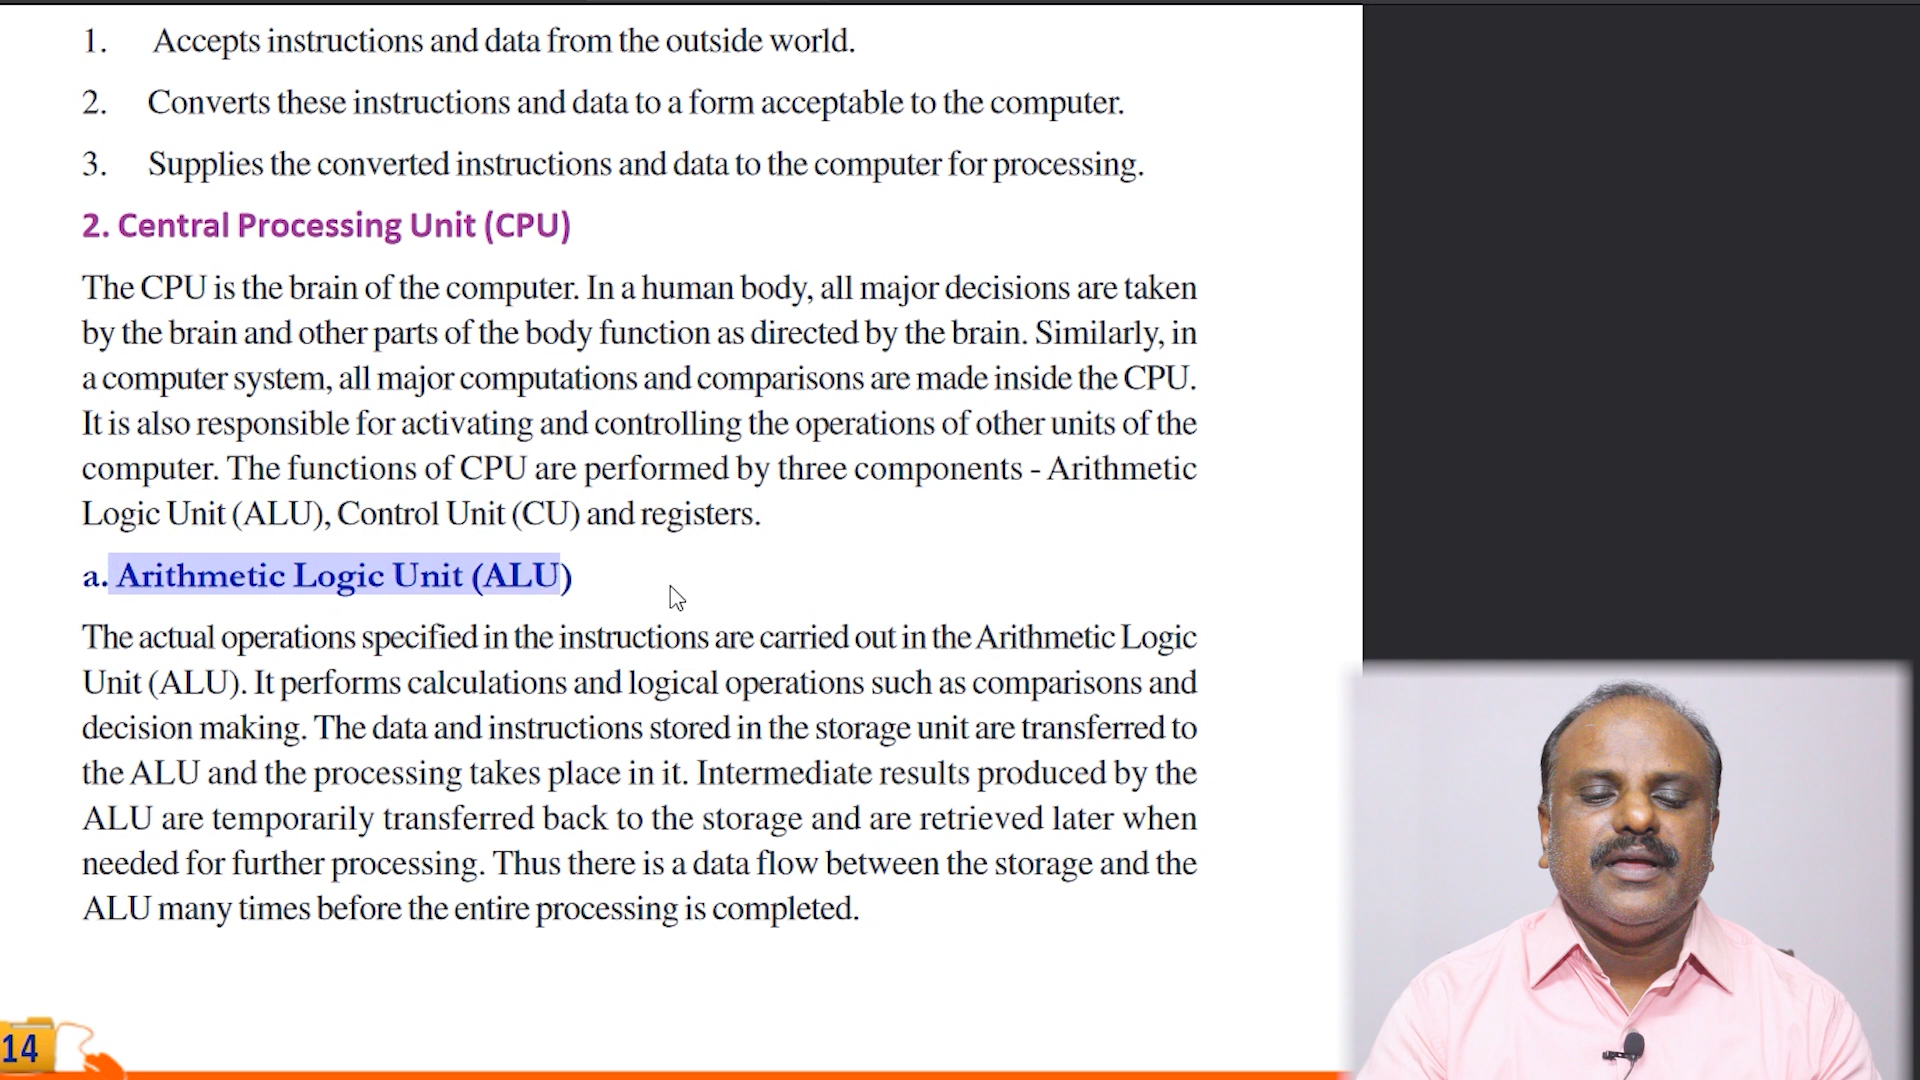 1. Accepts instructions and data from the outside world.
2. Converts these instructions and data to a form acceptable to the computer.
3. Supplies the converted instructions and data to the computer for processing.
2. Central Processing Unit (CPU)
The CPU is the brain of the computer. In a human body, all major decisions are taken
by the brain and other parts of the body function as directed by the brain. Similarly, in
a computer system, all major computations and comparisons are made inside the CPU.
It is also responsible for activating and controlling the operations of other units of the
computer. The functions of CPU are performed by three components - Arithmetic
Logic Unit (ALU), Control Unit (CU) and registers.
a. Arithmetic Logic Unit (ALU)
The actual operations specified in the instructions are carried out in the Arithmetic Logic
Unit (ALU). It performs calculations and logical operations such as comparisons and
decision making. The data and instructions stored in the storage unit are transferred to
the ALU and the processing takes place in it. Intermediate results produced by the
ALU are temporarily transferred back to the storage and are retrieved later when
needed for further processing. Thus there is a data flow between the storage and the
ALU many times before the entire processing is completed.
14